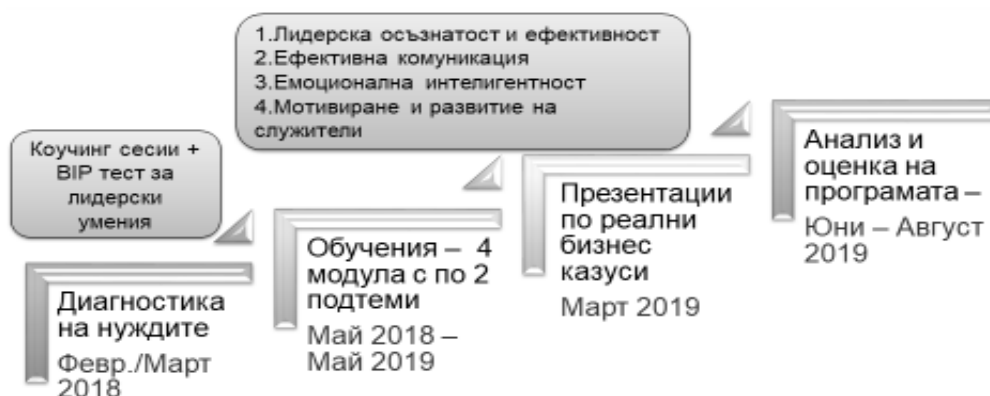 1.Лидерска осъзнатост и ефективност
2.Ефективна комуникация
3.Емоционална интелигентност
4.Мотивиране и развитие на
служители
Коучинг сесии +
BIP тест за
лидерски
умения
Диагностика
на нуждите
Февр./Март
2018
Обучения – 4
модула с по 2
подтеми
Май 2018 –
Май 2019
Презентации
по реални
бизнес
казуси
Март 2019
Анализ и
оценка на
програмата –
Юни – Август
2019